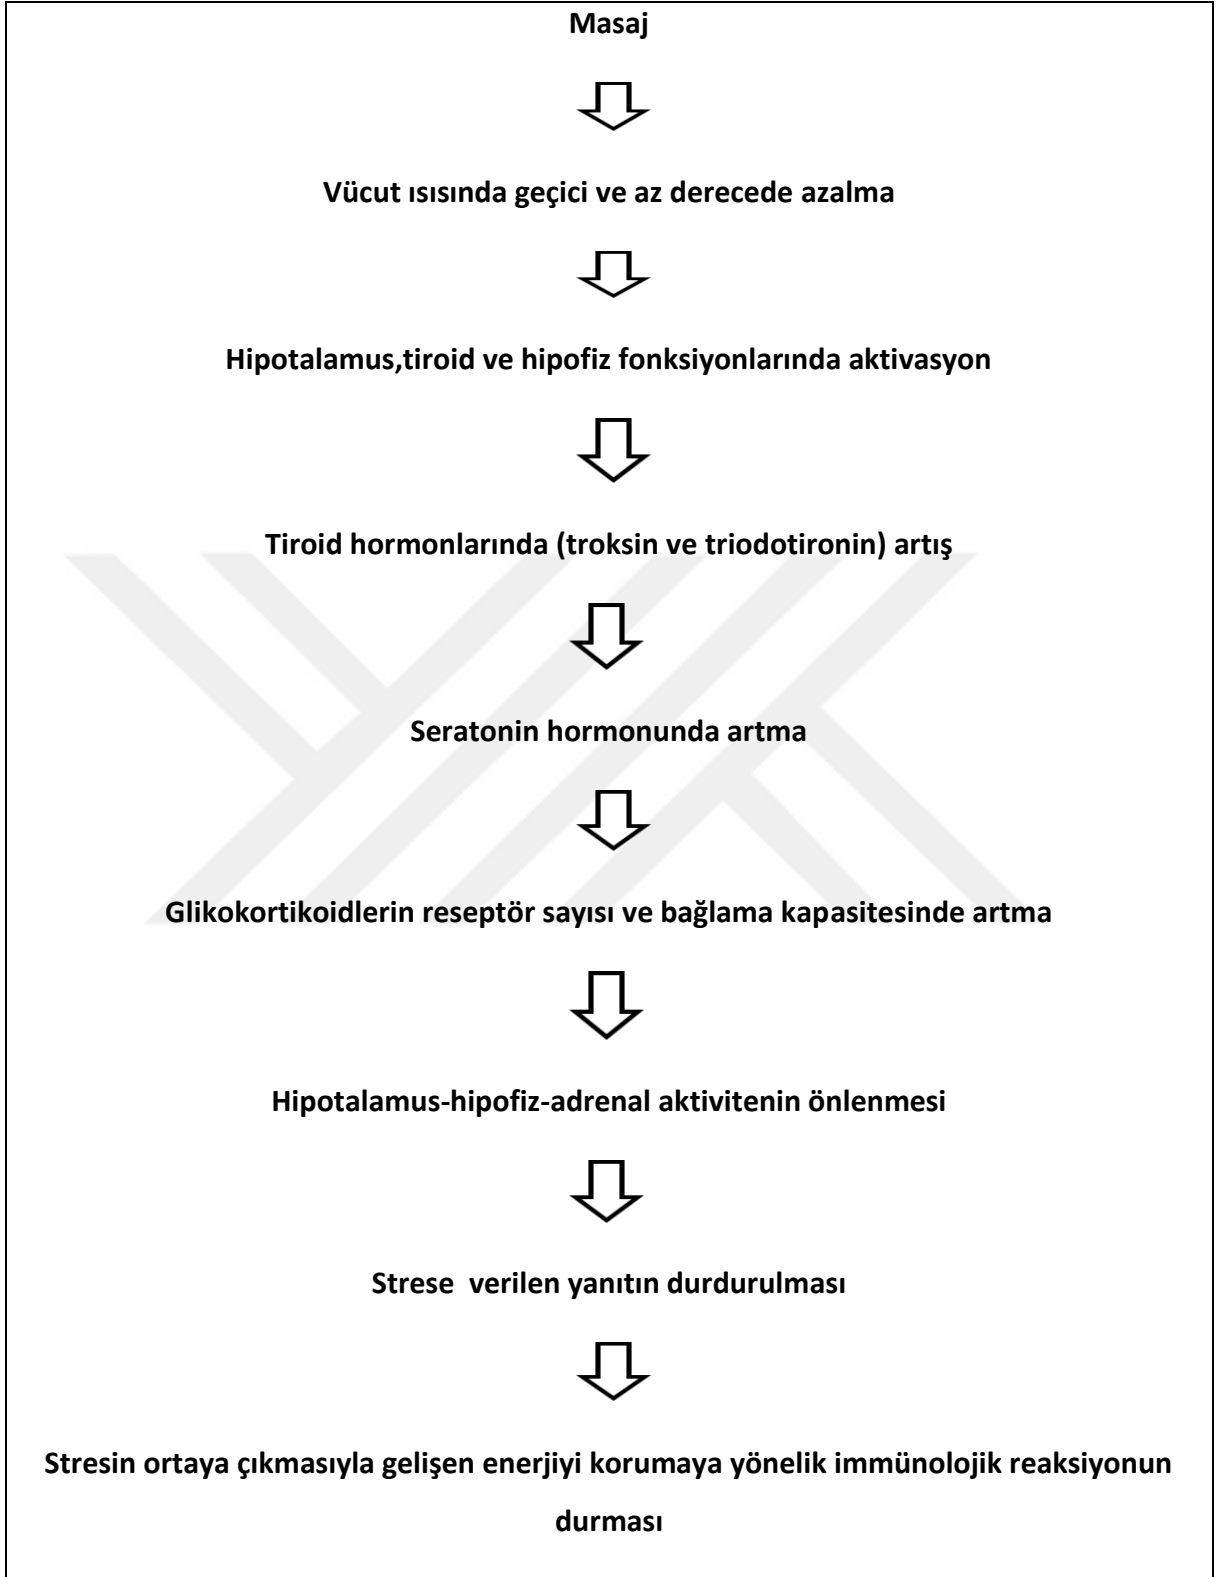 Masaj
Vücut ısısında geçici ve az derecede azalma
Hipotalamus,tiroid ve hipofiz fonksiyonlarında aktivasyon
Tiroid hormonlarında (troksin ve triodotironin) artış
Seratonin hormonunda artma
Glikokortikoidlerin reseptör sayısı ve bağlama kapasitesinde artma
Hipotalamus-hipofiz-adrenal aktivitenin önlenmesi
Strese  verilen yanıtın durdurulması
Stresin ortaya çıkmasıyla gelişen enerjiyi korumaya yönelik immünolojik reaksiyonun
durması